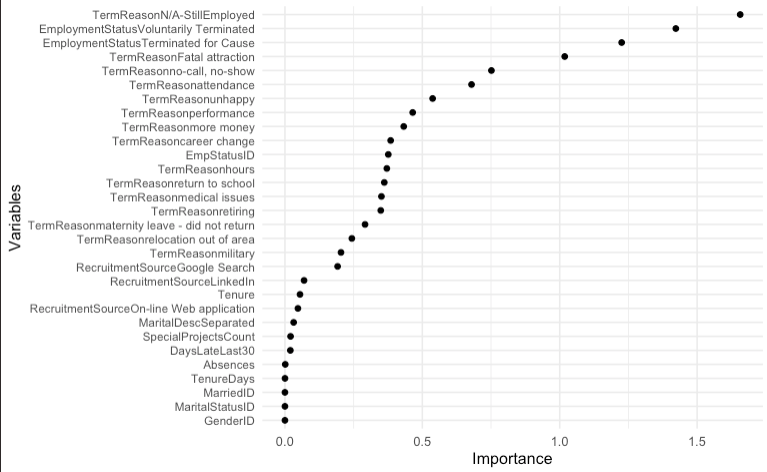 TermReasonN/A-StillEmployed
EmploymentStatusVoluntarily Terminated
EmploymentStatusTerminated for Cause
TermReasonFatal attraction
TermReasonno-call, no-show
TermReasonattendance
TermReasonunhappy
TermReasonperformance
TermReasonmore money
TermReasoncareer change
EmpStatusID
TermReasonhours
TermReasonreturn to school
TermReasonmedical issues
TermReasonretiring
TermReasonmaternity leave - did not return
TermReasonrelocation out of area
TermReasonmilitary
RecruitmentSourceGoogle Search
RecruitmentSourceLinkedIn
Tenure
RecruitmentSourceOn-line Web application
MaritalDescSeparated
SpecialProjectsCount
DaysLateLast30
Absences
TenureDays
MarriedID
MaritalStatusID
GenderID
Variables
0.0 0.5 1.0 1.5
Importance